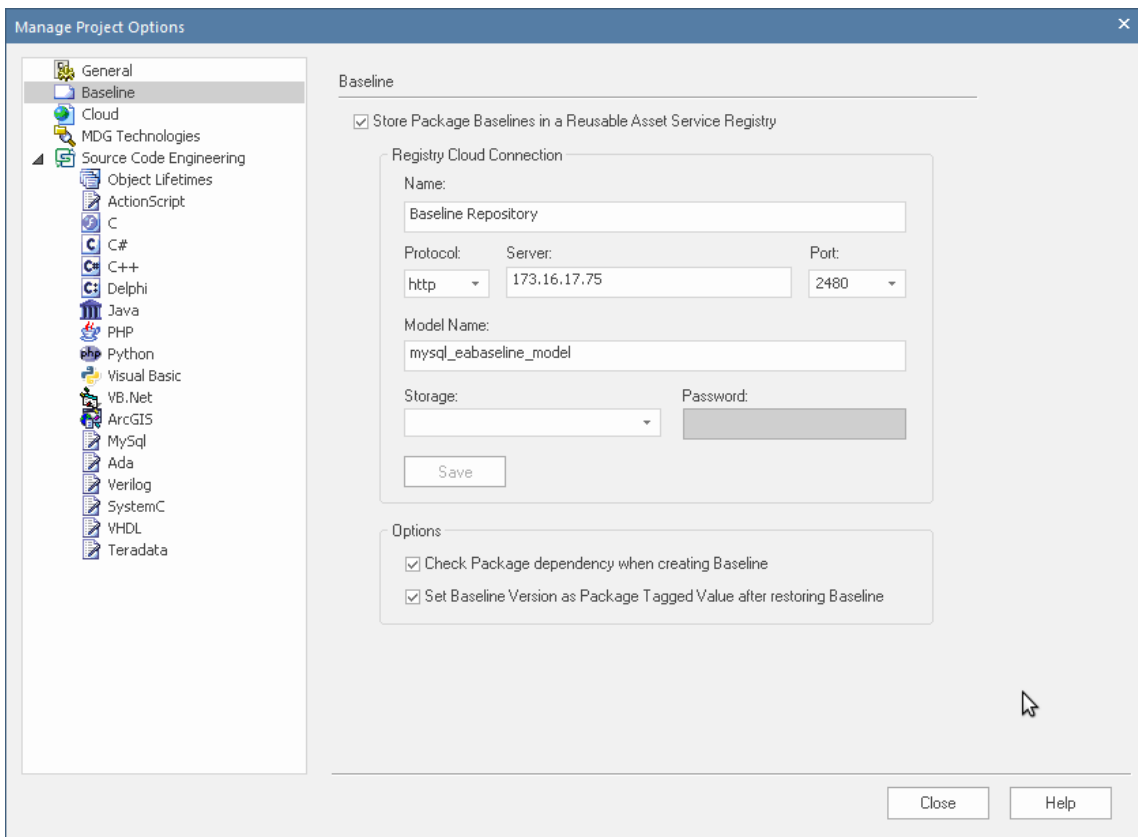 Manage Project Options
General
Baseline
Cloud
MDG Technologies
Source Code Engineering
Object Lifetimes
ActionScript
C
C#
C++
Delphi
Java
PHP
php Python
Visual Basic
VB.Net
ArcGIS
MySql
Ada
Verilog
SystemC
VHDL
Teradata
Baseline
Store Package Baselines in a Reusable Asset Service Registry
Registry Cloud Connection
Name:
Baseline Repository
Protocol: Server: Port:
http 173.16.17.75 2480
Model Name:
mysql_eabaseline_model
Storage: Password:
Save
Options
Check Package dependency when creating Baseline
Set Baseline Version as Package Tagged Value after restoring Baseline
Close Help